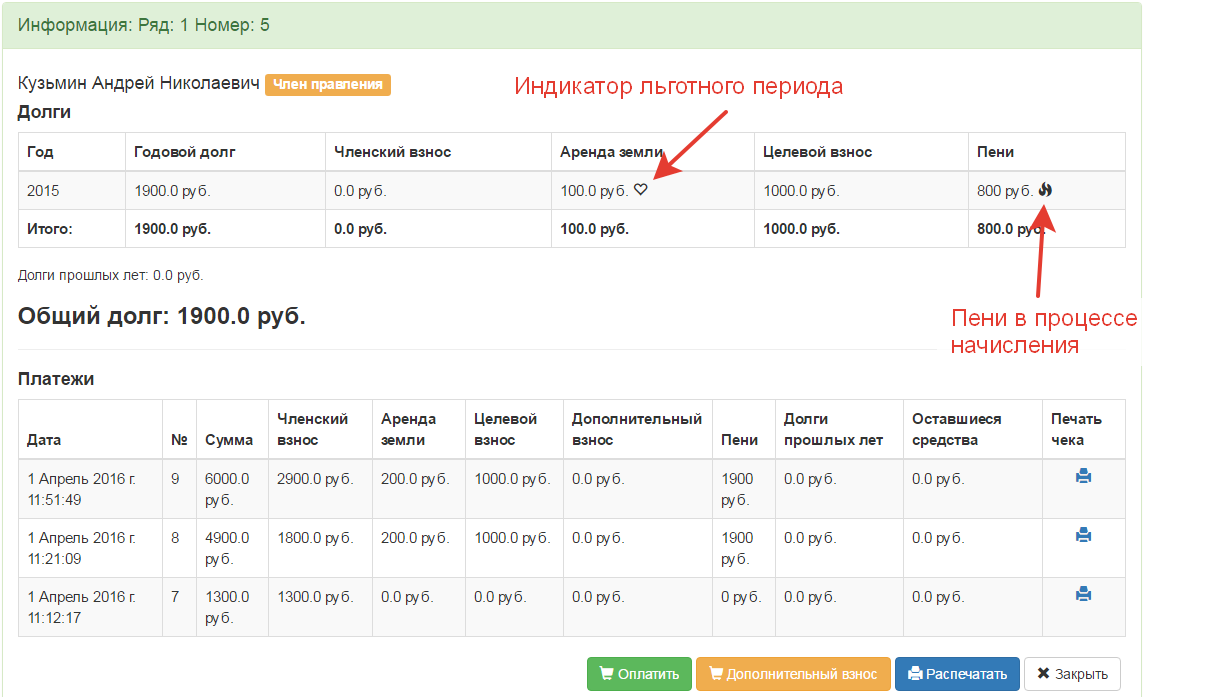 Информация: Ряд: 1 Номер: 5
Кузьмин Андрей Николаевич Член правления
Индикатор льготного периода
Долги
Год Годовой долг Членский взнос Аренда земли Целевой взнос Пени
2015 1900.0 руб. 0.0 руб. 100.0 руб. 1000.0 руб. 800 руб.
Итого: 1900.0 руб. 0.0 руб. 100.0 руб. 1000.0 руб. 800.0 руб.
Долги прошлых лет: 0.0 руб.
Общий долг: 1900.0 руб.
Пени в процессе
начисления
Платежи
Дата № Сумма Членский взнос Аренда земли Целевой взнос Дополнительный взнос Пени Долги прошлых лет Оставшиеся средства Печать чека
1 Апрель 2016 г. 11:51:49 9 6000.0 руб. 2900.0 руб. 200.0 руб. 1000.0 руб. 0.0 руб. 1900 руб. 0.0 руб. 0.0 руб.
1 Апрель 2016 г. 11:21:09 8 4900.0 руб. 1800.0 руб. 200.0 руб. 1000.0 руб. 0.0 руб. 1900 руб. 0.0 руб. 0.0 руб.
1 Апрель 2016 г. 11:12:17 7 1300.0 руб. 1300.0 руб. 0.0 руб. 0.0 руб. 0.0 руб. 0 руб. 0.0 руб. 0.0 руб.
Оплатить Дополнительный взнос Распечатать Закрыть